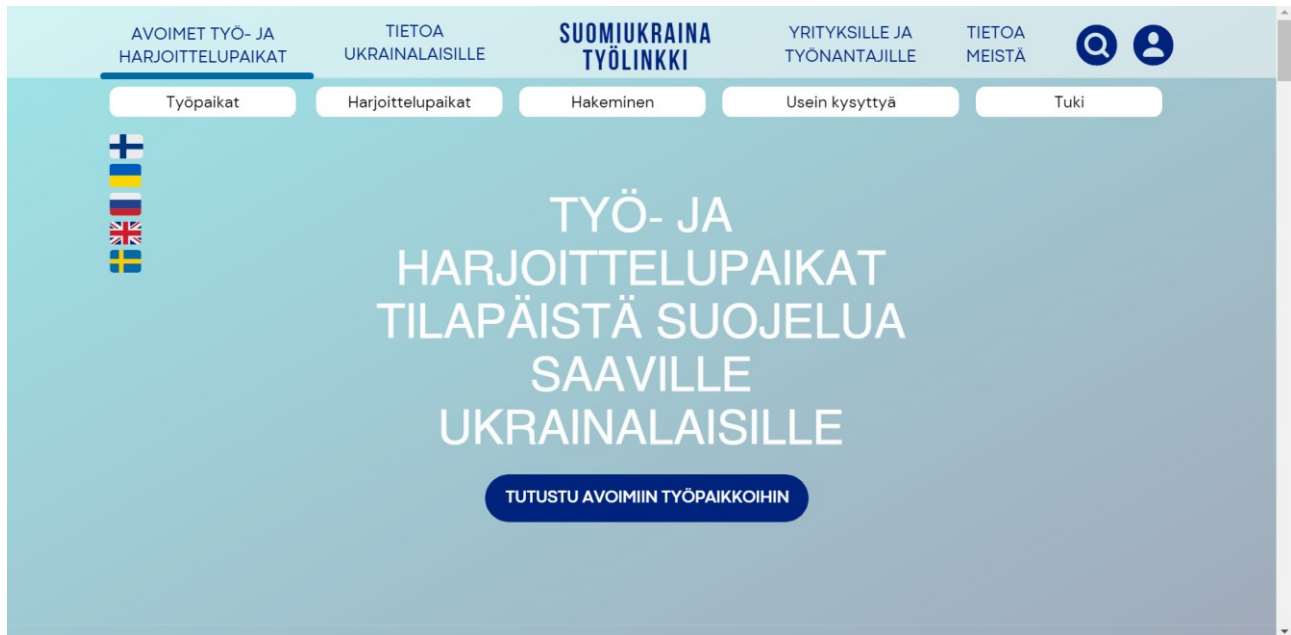 AVOIMET TYÖ- JA
HARJOITTELUPAIKAT
TIETOA
UKRAINALAISILLE
SUOMIUKRAINA
TYÖLINKKI
YRITYKSILLE JA
TYÖNANTAJILLE
TIETOA
MEISTÄ
Työpaikat
Harjoittelupaikat
Hakeminen
Usein kysyttyä
Tuki
TYÖ- JA
HARJOITTELUPAIKAT
TILAPÄISTÄ SUOJELUA
SAAVILLE
UKRAINALAISILLE
TUTUSTU AVOIMIIN TYÖPAIKKOIHIN